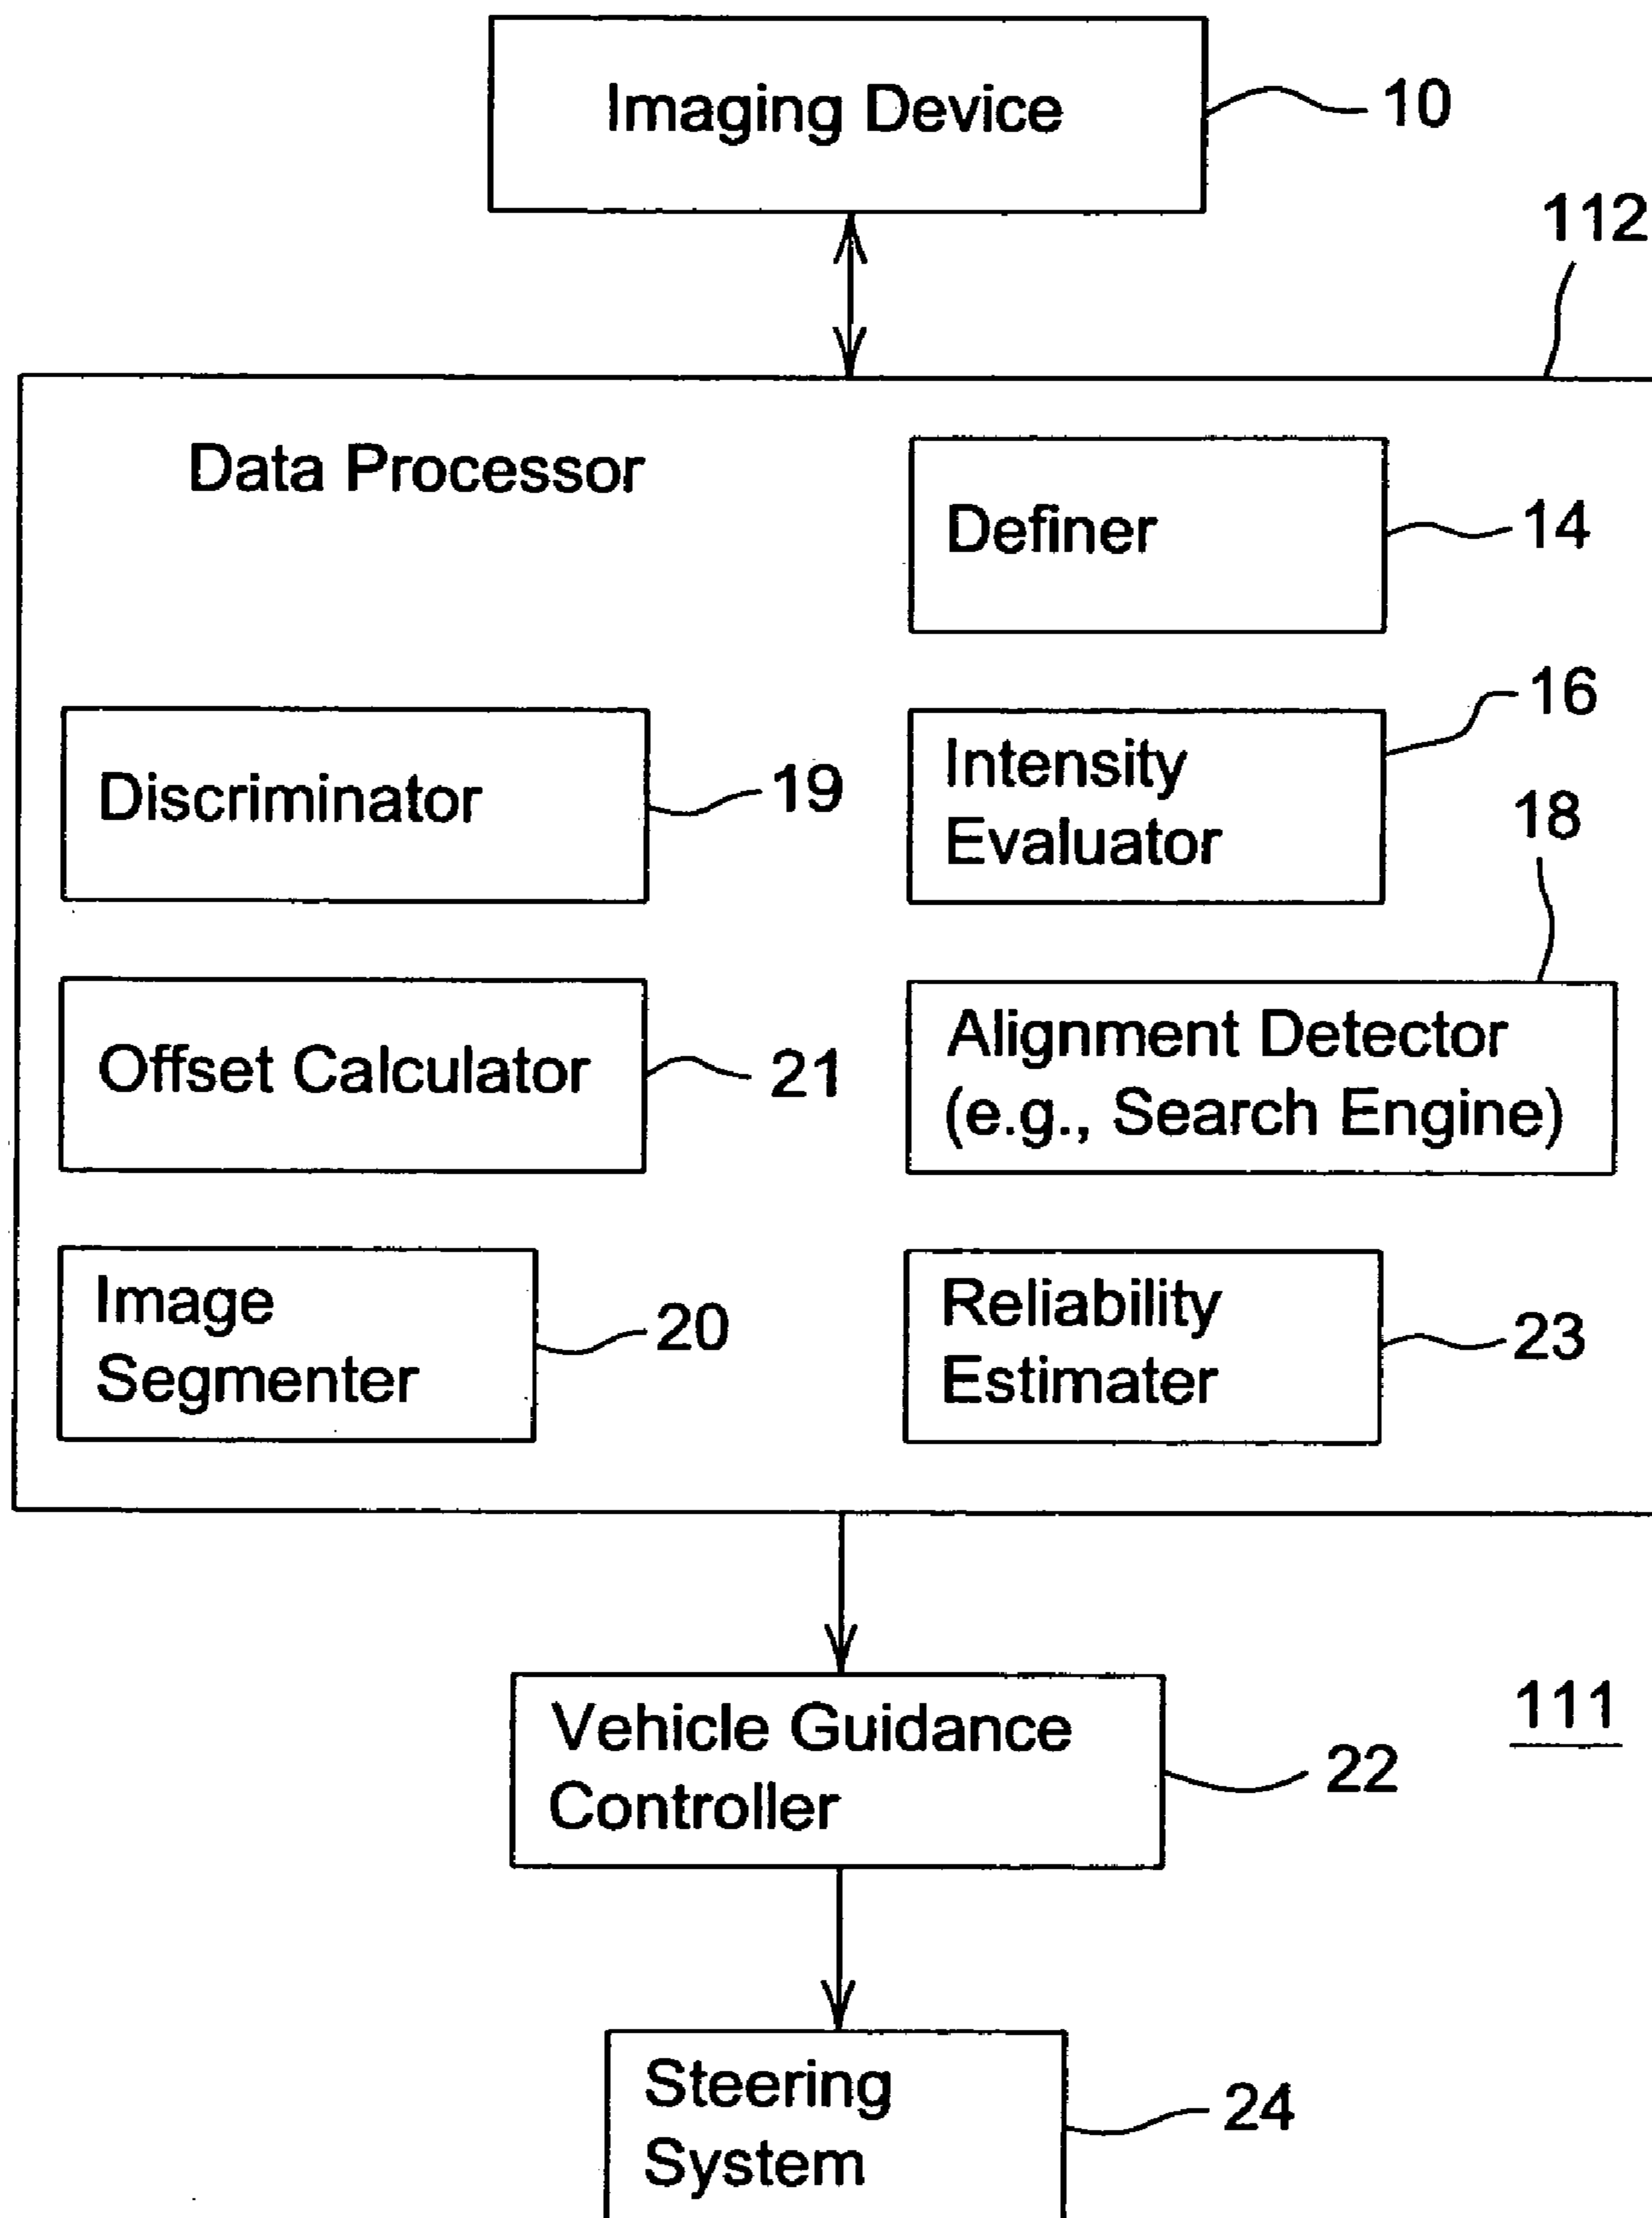 Imaging Device
10
112
Data Processor
Definer
14
Discriminator
19
Intensity
Evaluator
16
18
Offset Calculator
21
Alignment Detector
(e.g., Search Engine)
Image
Segmenter
20
Reliability
Estimater
23
Vehicle Guidance
Controller
22
111
Steering
System
24